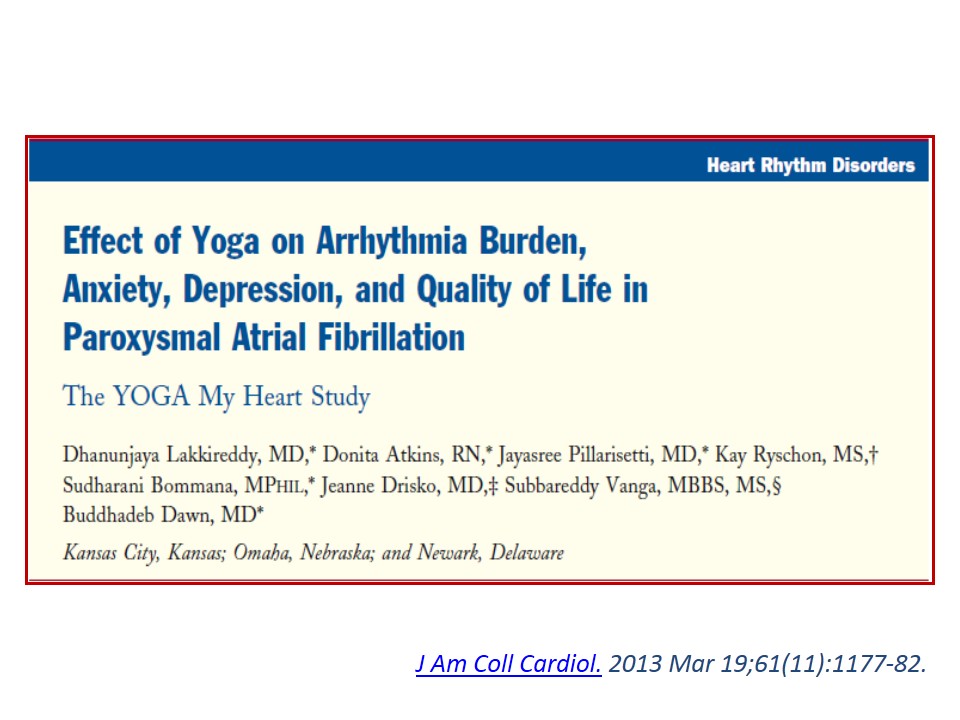 Heart Rhythm Disorders
Effect of Yoga on Arrhythmia Burden,
Anxiety, Depression, and Quality of Life in
Paroxysmal Atrial Fibrillation
The YOGA My Heart Study
Dhanunjaya Lakkireddy, MD,* Donita Atkins, RN,* Jayasree Pillarisetti, MD,* Kay Ryschon, MS,†
Sudharani Bommana, MPHIL,* Jeanne Drisko, MD,‡ Subbareddy Vanga, MBBS, MS,§
Buddhadeb Dawn, MD*
Kansas City, Kansas; Omaha, Nebraska; and Newark, Delaware
J Am Coll Cardiol. 2013 Mar 19;61(11):1177-82.